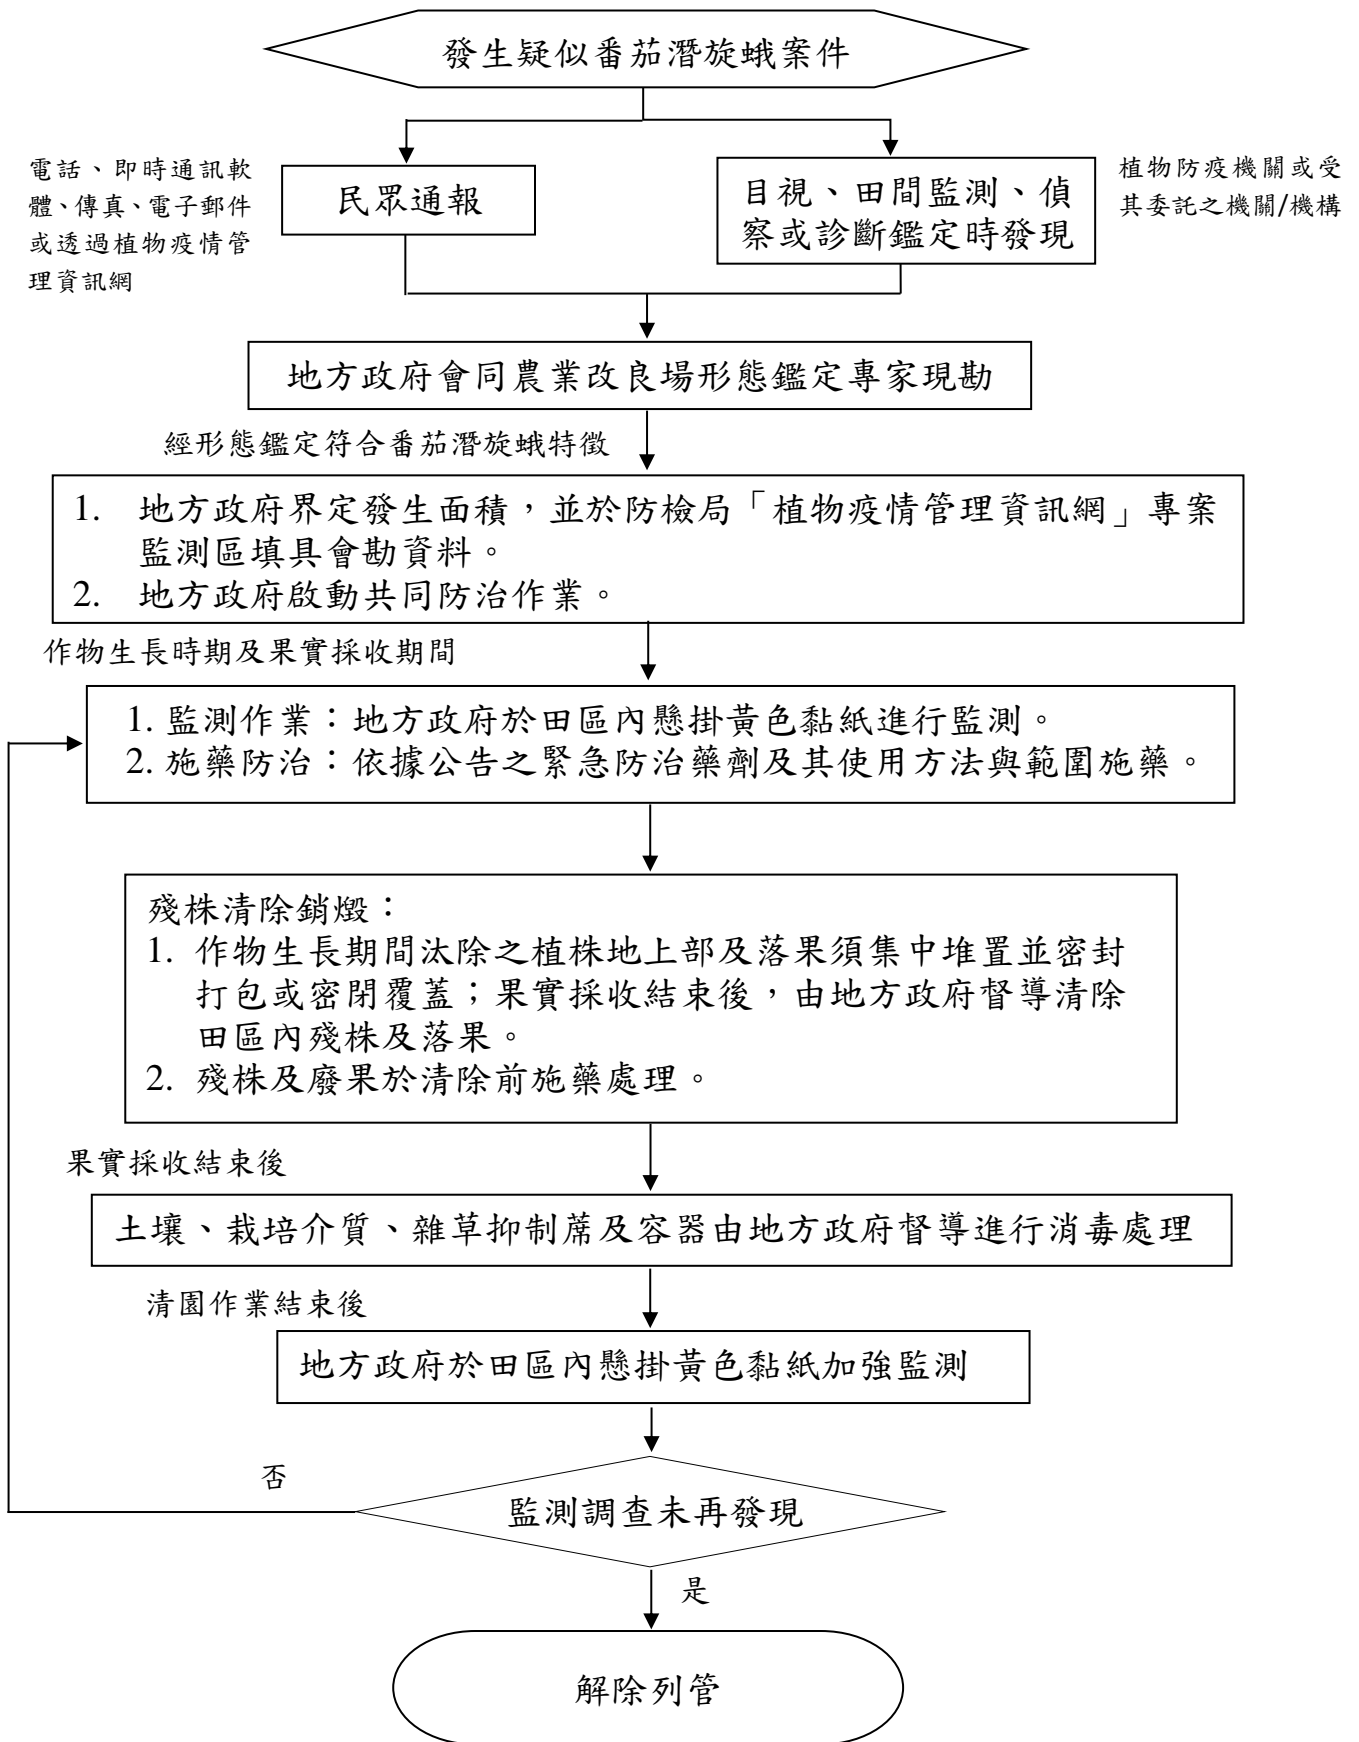 發生疑似番茄潛旋蛾案件
電話、即時通訊軟
體、傳真、電子郵件
或透過植物疫情管
理資訊網
民眾通報
目視、田間監測、偵
察或診斷鑑定時發現
植物防疫機關或受
其委託之機關/機構
地方政府會同農業改良場形態鑑定專家現勘
經形態鑑定符合番茄潛旋蛾特徵
1. 地方政府界定發生面積，並於防檢局「植物疫情管理資訊網」專案
監測區填具會勘資料。
2. 地方政府啟動共同防治作業。
作物生長時期及果實採收期間
1. 監測作業：地方政府於田區內懸掛黃色黏紙進行監測。
2. 施藥防治：依據公告之緊急防治藥劑及其使用方法與範圍施藥。
殘株清除銷燬：
1. 作物生長期間汰除之植株地上部及落果須集中堆置並密封
打包或密閉覆蓋；果實採收結束後，由地方政府督導清除
田區內殘株及落果。
2. 殘株及廢果於清除前施藥處理。
果實採收結束後
土壤、栽培介質、雜草抑制蓆及容器由地方政府督導進行消毒處理
清園作業結束後
地方政府於田區內懸掛黃色黏紙加強監測
否
監測調查未再發現
是
解除列管